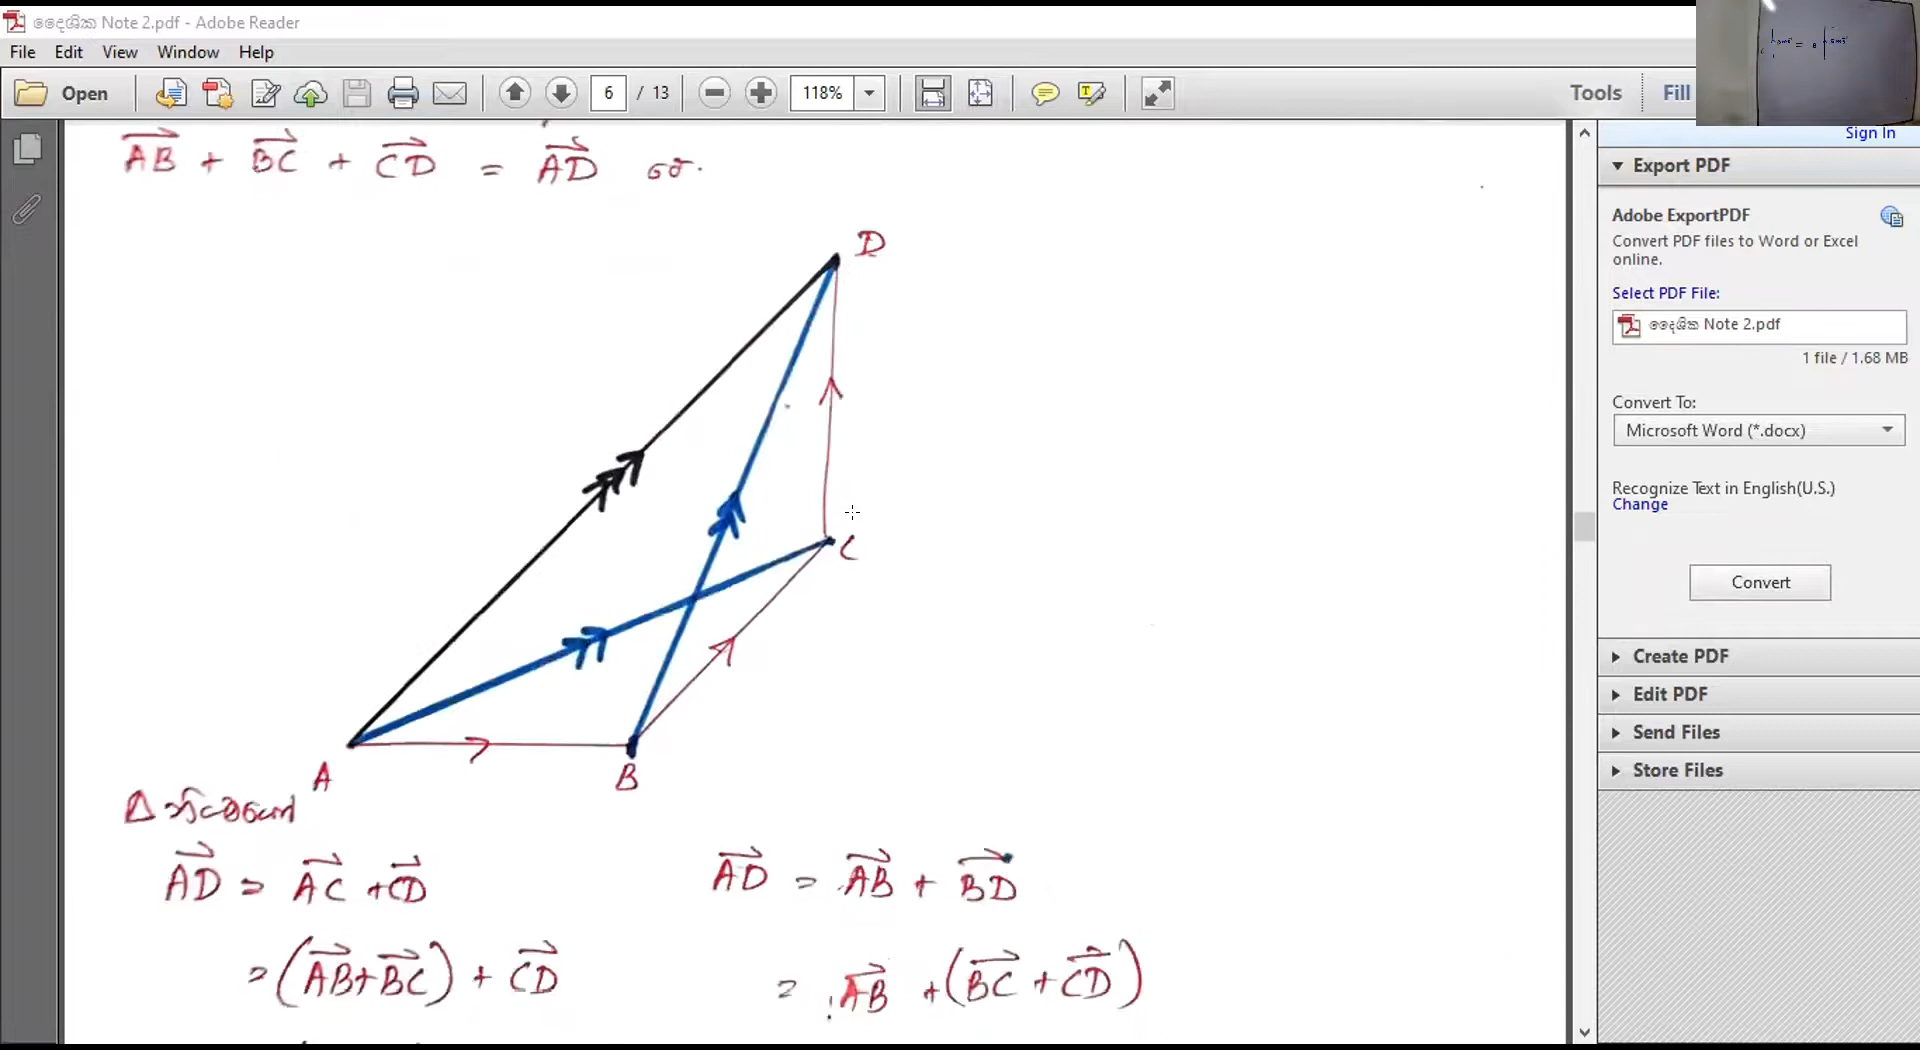 දෛශික Note 2.pdf - Adobe Reader
File Edit View Window Help
Open 6 / 13 118% Tools Fill
Sign In
AB + BC + CD = AD වේ.
D
C
A
B
Δ නියමයෙන්
AD = AC + CD
AD = AB + BD
= (AB + BC) + CD
= AB + (BC + CD)
Export PDF
Adobe ExportPDF
Convert PDF files to Word or Excel
online.
Select PDF File:
දෛශික Note 2.pdf
1 file / 1.68 MB
Convert To:
Microsoft Word (*.docx)
Recognize Text in English(U.S.)
Change
Convert
Create PDF
Edit PDF
Send Files
Store Files